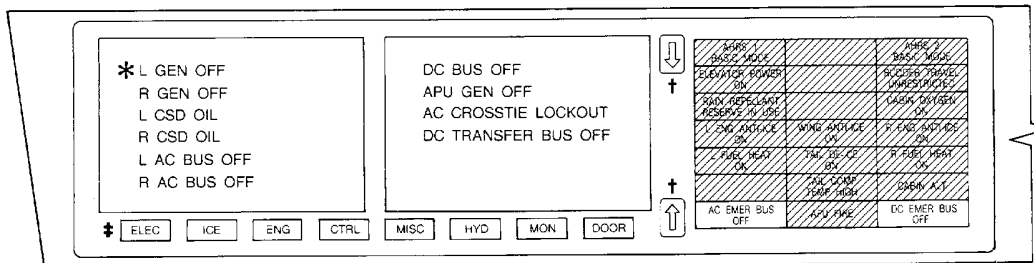 * L GEN OFF
R GEN OFF
L CSD OIL
R CSD OIL
L AC BUS OFF
R AC BUS OFF
DC BUS OFF
APU GEN OFF
AC CROSSTIE LOCKOUT
DC TRANSFER BUS OFF
†
†
‡ ELEC ICE ENG CTRL MISC HYD MON DOOR
AHRS 1 BASIC MODE
AHRS 2 BASIC MODE
ELEVATOR POWER ON
RUDDER TRAVEL UNRESTRICTED
RAIN REPELLANT RESERVE IN USE
CABIN OXYGEN ON
L ENG ANTI-ICE ON
WING ANTI-ICE ON
R ENG ANTI-ICE ON
L FUEL HEAT ON
TAIL DE-ICE ON
R FUEL HEAT ON
TAIL COMP TEMP HIGH
CABIN ALT
AC EMER BUS OFF
APU FIRE
DC EMER BUS OFF